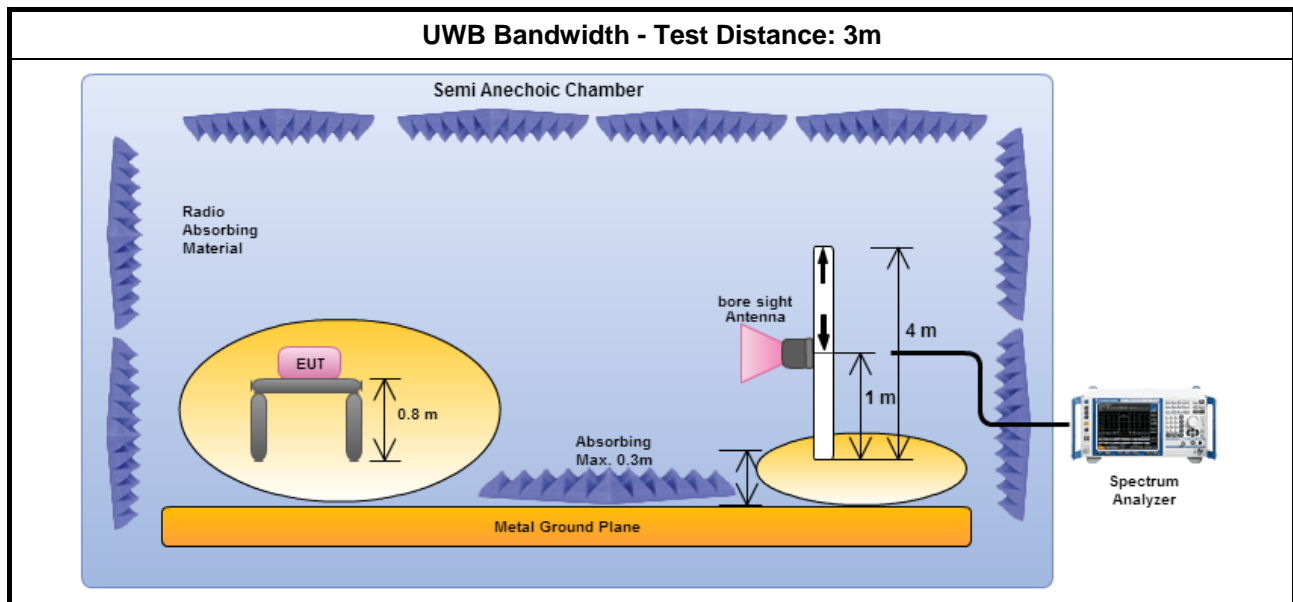 UWB Bandwidth - Test Distance: 3m
Semi Anechoic Chamber
Radio
Absorbing
Material
bore sight
Antenna
4 m
EUT
1 m
0.8 m
Absorbing
Max. 0.3m
Spectrum
Analyzer
Metal Ground Plane